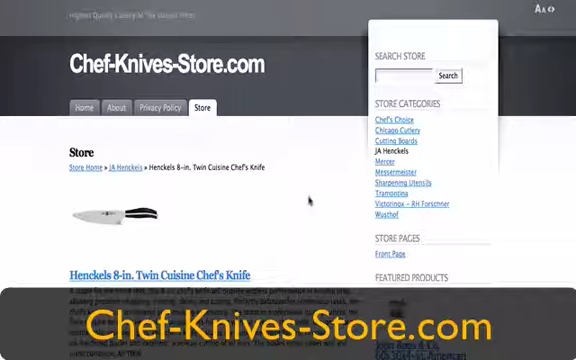 Highest Quality Cutlery At The Lowest Prices
A A
Chef-Knives-Store.com
Home About Privacy Policy Store
SEARCH STORE
Search
STORE CATEGORIES
Chef's Choice
Chicago Cutlery
Cutting Boards
JA Henckels
Mercer
Messermeister
Sharpening Utensils
Tramontina
Victorinox - RH Forschner
Wusthof
STORE PAGES
Front Page
FEATURED PRODUCTS
Store
Store Home » JA Henckels » Henckels 8-in. Twin Cuisine Chef's Knife
Henckels 8-in. Twin Cuisine Chef's Knife
Chef-Knives-Store.com